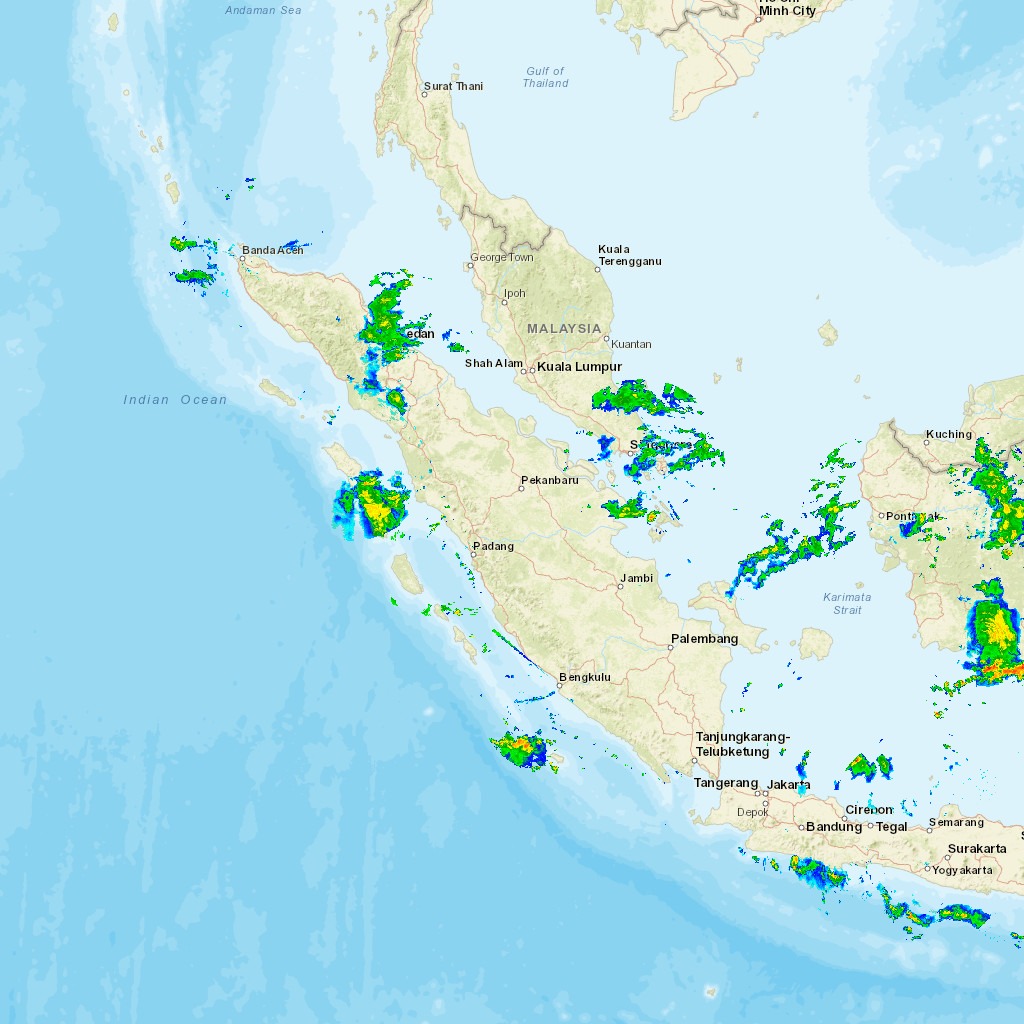 Andaman Sea
Minh City
Gulf of
Thailand
Surat Thani
Banda Aceh
George Town
Kuala
Terengganu
Ipoh
MALAYSIA
edan
Kuantan
Shah Alam
Kuala Lumpur
Indian Ocean
Kuching
Pekanbaru
Padang
Jambi
Karimata
Strait
Palembang
Bengkulu
Tanjungkarang-
Telubketung
Tangerang
Jakarta
Depok
Cirebon
Bandung
Tegal
Semarang
Surakarta
Yogyakarta